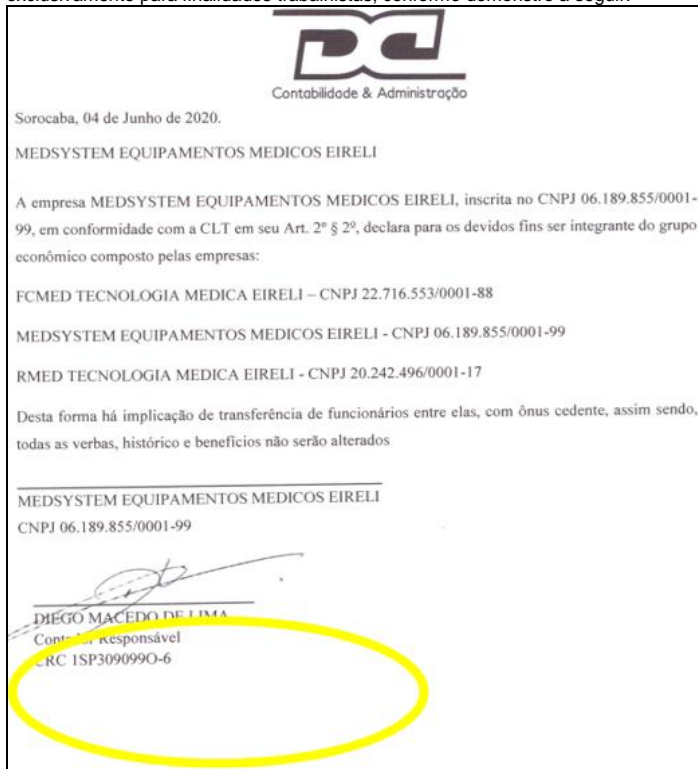 DCL
Contabilidade & Administração
Sorocaba, 04 de Junho de 2020.
MEDSYSTEM EQUIPAMENTOS MEDICOS EIRELI
A empresa MEDSYSTEM EQUIPAMENTOS MEDICOS EIRELI, inscrita no CNPJ 06.189.855/0001-
99, em conformidade com a CLT em seu Art. 2º § 2º, declara para os devidos fins ser integrante do grupo
econômico composto pelas empresas:
FCMED TECNOLOGIA MEDICA EIRELI – CNPJ 22.716.553/0001-88
MEDSYSTEM EQUIPAMENTOS MEDICOS EIRELI - CNPJ 06.189.855/0001-99
RMED TECNOLOGIA MEDICA EIRELI - CNPJ 20.242.496/0001-17
Desta forma há implicação de transferência de funcionários entre elas, com ônus cedente, assim sendo,
todas as verbas, histórico e benefícios não serão alterados
MEDSYSTEM EQUIPAMENTOS MEDICOS EIRELI
CNPJ 06.189.855/0001-99
DIEGO MACEDO DE LIMA
Contador Responsável
CRC 1SP309099O-6